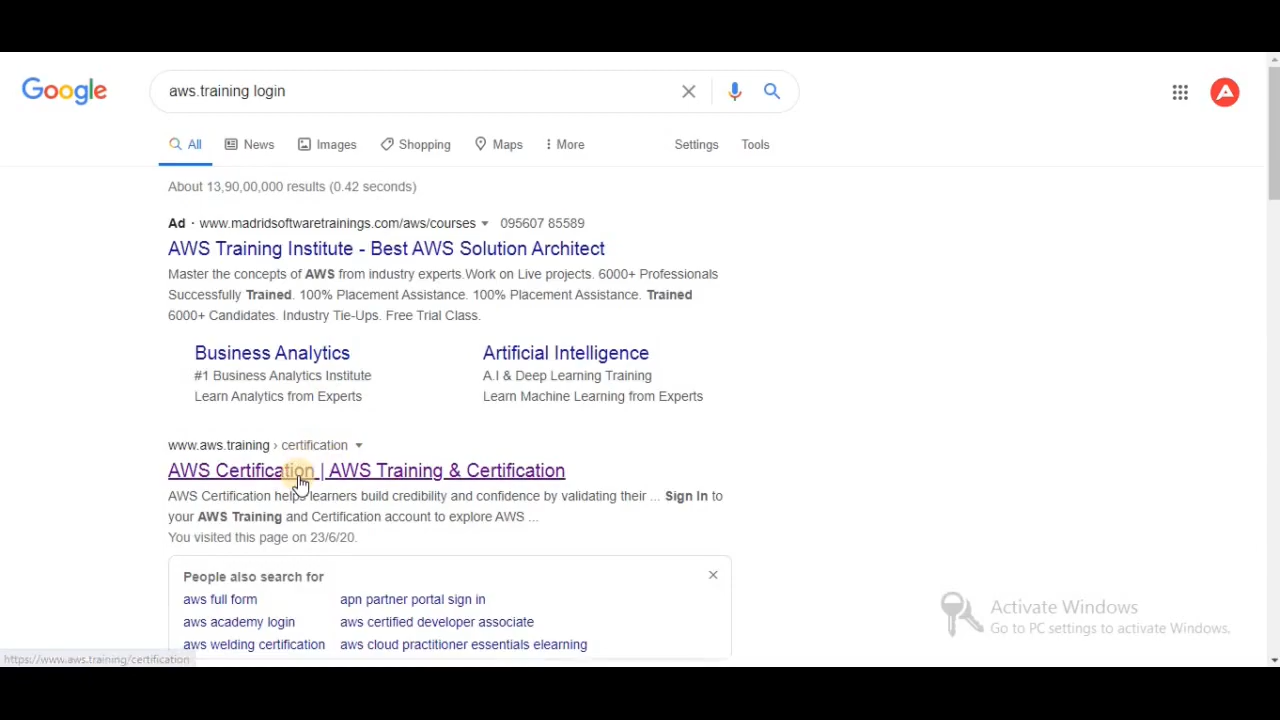 Google
aws.training login
All News Images Shopping Maps More Settings Tools
About 13,90,00,000 results (0.42 seconds)
Ad · www.madridsoftwaretrainings.com/aws/courses 095607 85589
AWS Training Institute - Best AWS Solution Architect
Master the concepts of AWS from industry experts.Work on Live projects. 6000+ Professionals
Successfully Trained. 100% Placement Assistance. 100% Placement Assistance. Trained
6000+ Candidates. Industry Tie-Ups. Free Trial Class.
Business Analytics Artificial Intelligence
#1 Business Analytics Institute A.I & Deep Learning Training
Learn Analytics from Experts Learn Machine Learning from Experts
www.aws.training › certification
AWS Certification | AWS Training & Certification
AWS Certification helps learners build credibility and confidence by validating their ... Sign In to
your AWS Training and Certification account to explore AWS ...
You visited this page on 23/6/20.
People also search for
aws full form apn partner portal sign in
aws academy login aws certified developer associate
aws welding certification aws cloud practitioner essentials elearning
Activate Windows
Go to PC settings to activate Windows.
https://www.aws.training/certification